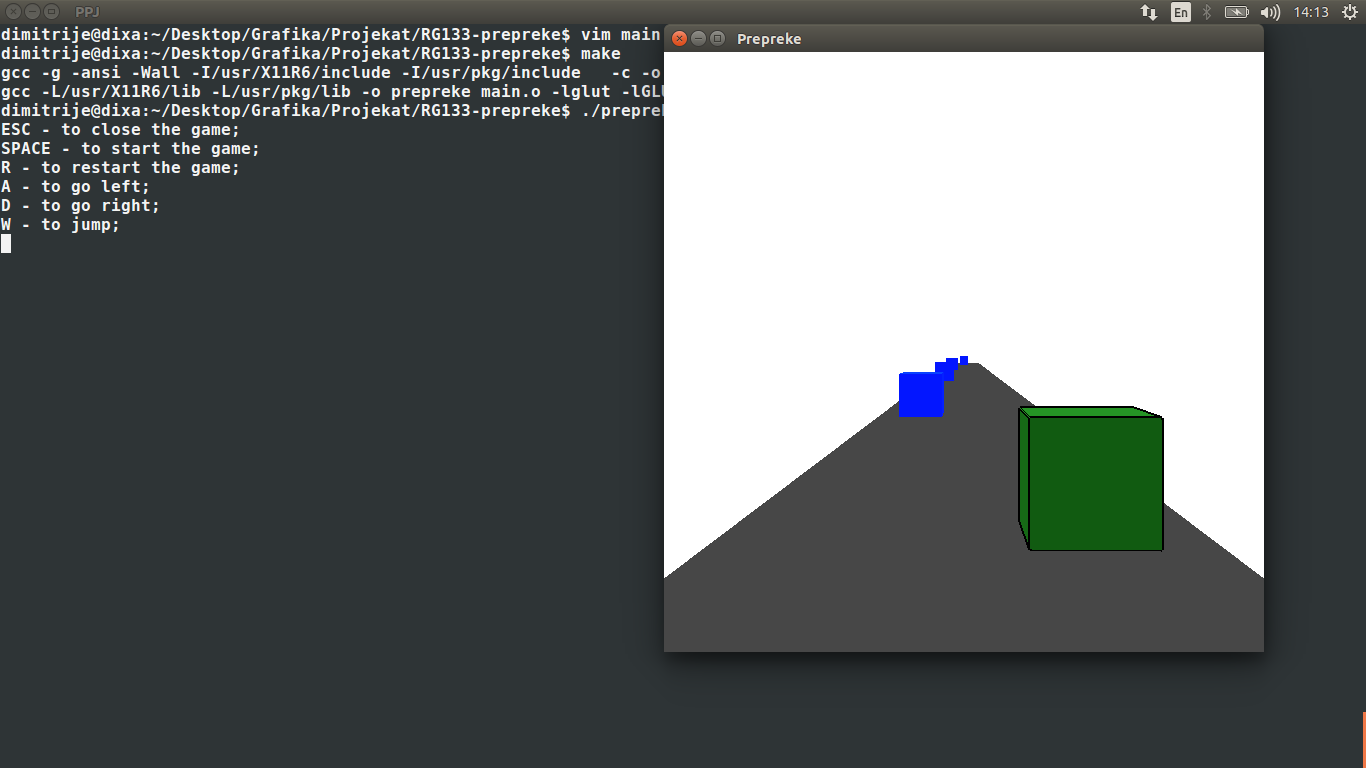 PPJ
En
14:13
dimitrije@dixa:~/Desktop/Grafika/Projekat/RG133-prepreke$ vim main
dimitrije@dixa:~/Desktop/Grafika/Projekat/RG133-prepreke$ make
gcc -g -ansi -Wall -I/usr/X11R6/include -I/usr/pkg/include   -c -o
gcc -L/usr/X11R6/lib -L/usr/pkg/lib -o prepreke main.o -lglut -lGLU
dimitrije@dixa:~/Desktop/Grafika/Projekat/RG133-prepreke$ ./prepre
ESC - to close the game;
SPACE - to start the game;
R - to restart the game;
A - to go left;
D - to go right;
W - to jump;
Prepreke